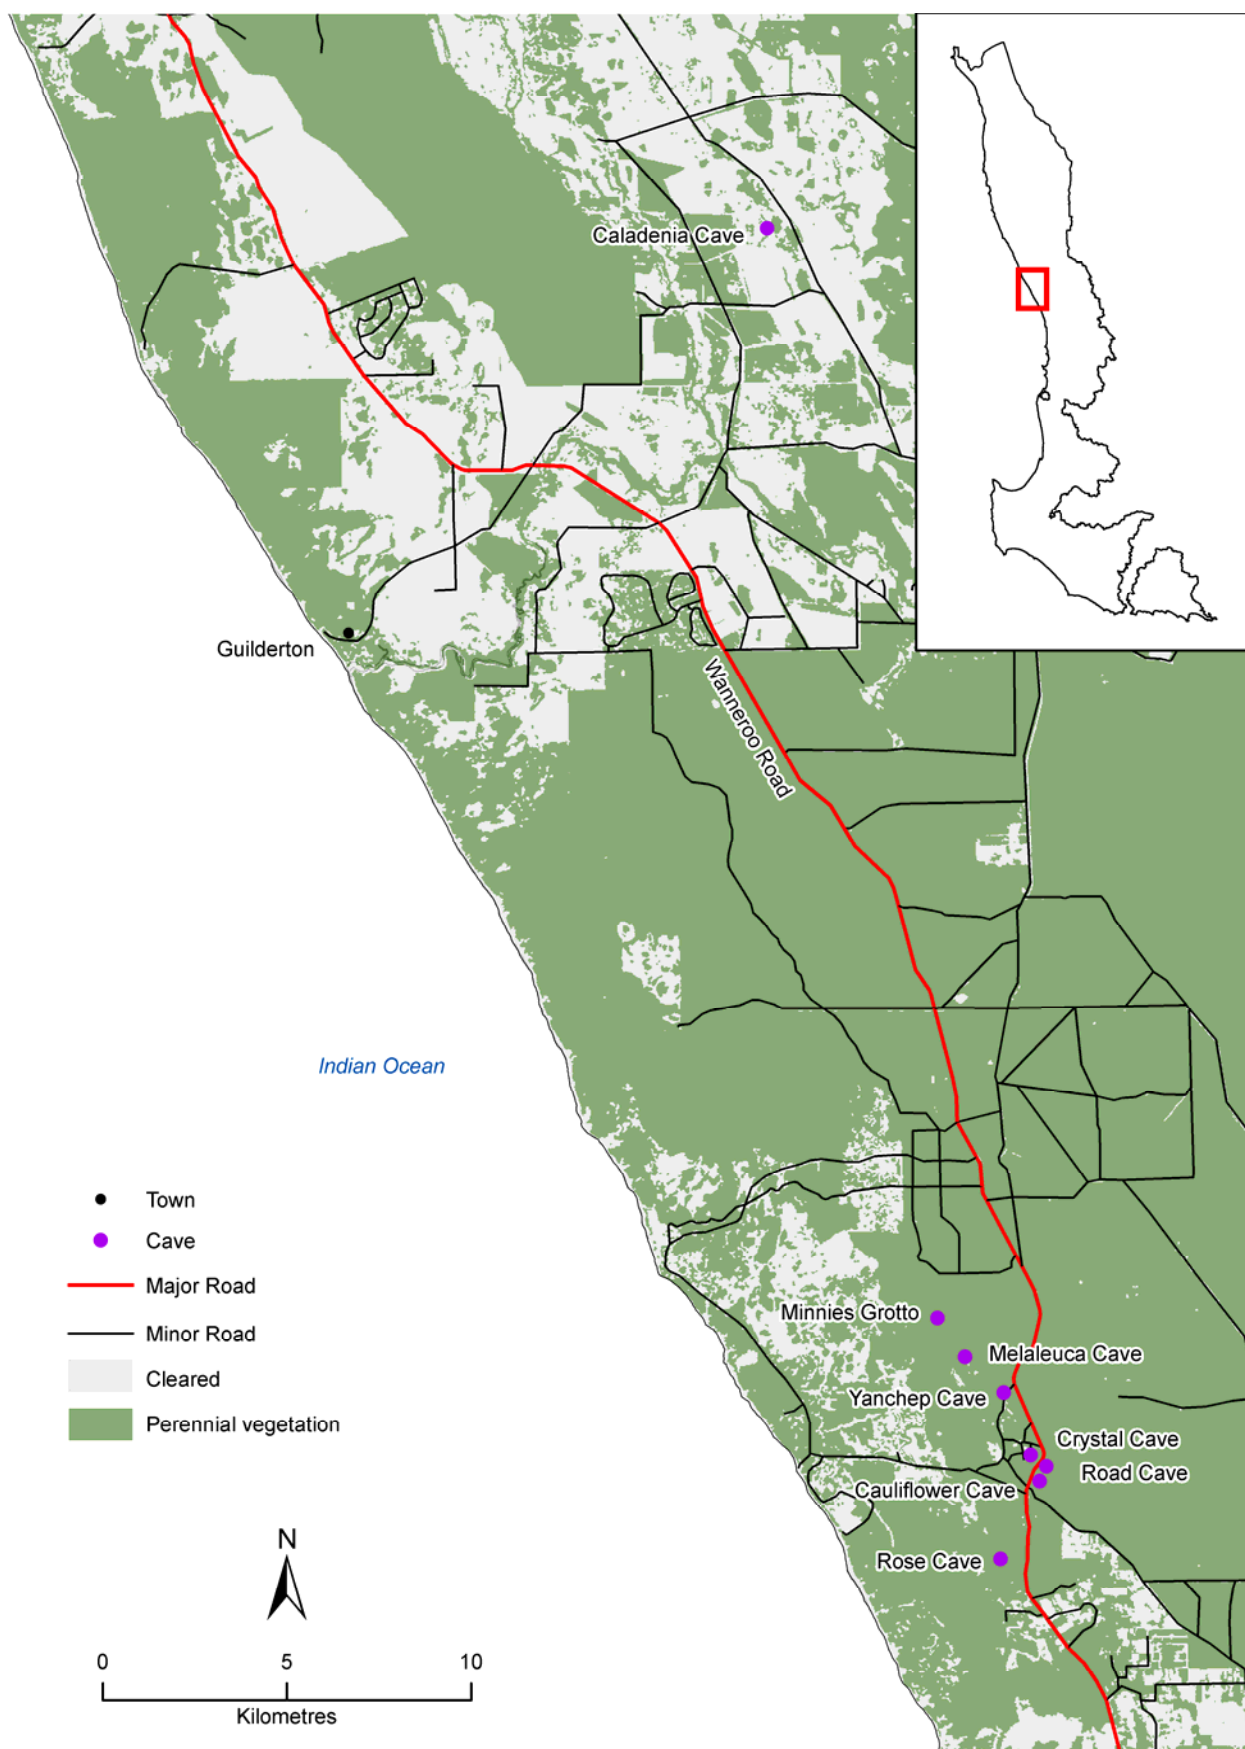 Caladenia Cave
Guilderton
Wanneroo Road
Indian Ocean
Town
Cave
Major Road
Minor Road
Cleared
Perennial vegetation
Minnies Grotto
Melaleuca Cave
Yanchep Cave
Crystal Cave
Road Cave
Cauliflower Cave
Rose Cave
N
0 5 10
Kilometres